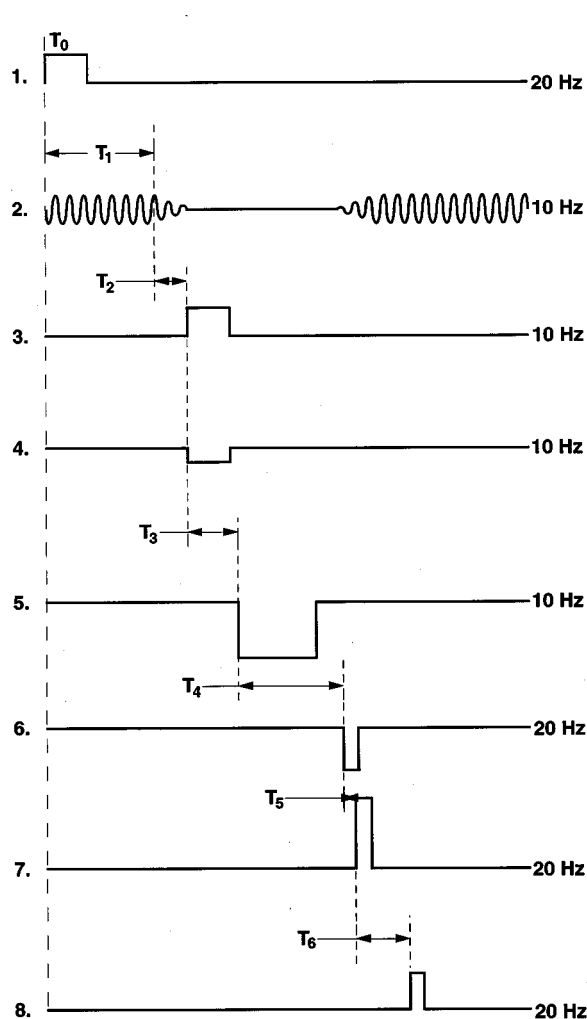 T₀
1. 20 Hz
T₁
2. 10 Hz
T₂
3. 10 Hz
4. 10 Hz
T₃
5. 10 Hz
T₄
6. 20 Hz
T₅
7. 20 Hz
T₆
8. 20 Hz